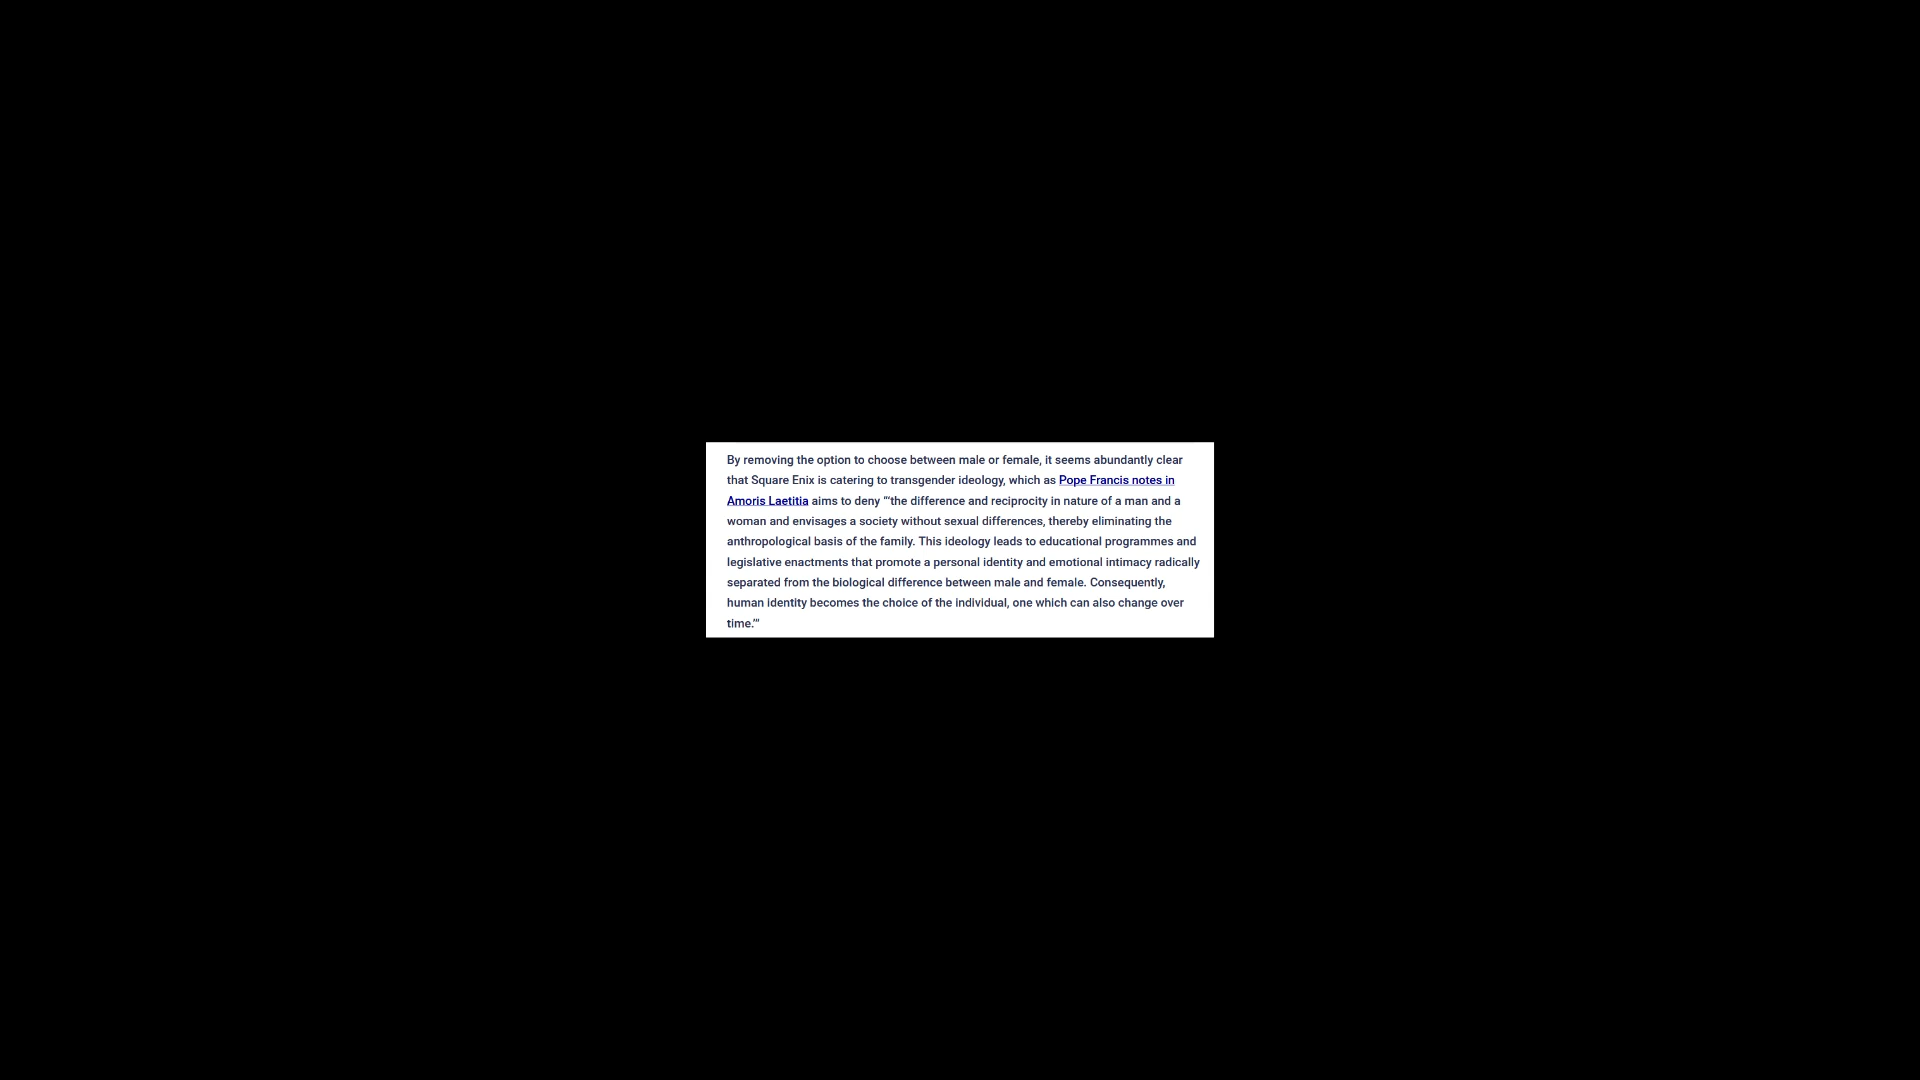 By removing the option to choose between male or female, it seems abundantly clear
that Square Enix is catering to transgender ideology, which as Pope Francis notes in
Amoris Laetitia aims to deny “‘the difference and reciprocity in nature of a man and a
woman and envisages a society without sexual differences, thereby eliminating the
anthropological basis of the family. This ideology leads to educational programmes and
legislative enactments that promote a personal identity and emotional intimacy radically
separated from the biological difference between male and female. Consequently,
human identity becomes the choice of the individual, one which can also change over
time.’”